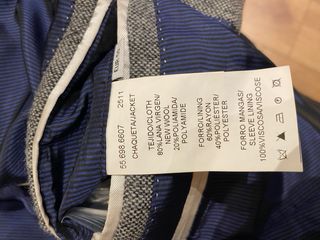 55.698.6607 2511
CHAQUETA/JACKET
TEJIDO/CLOTH
80%LANA VIRGEN/
NEW WOOL
20%POLIAMIDA/
POLYAMIDE
FORRO/LINING
60%RAYON
40%POLIESTER/
POLYESTER
FORRO MANGAS/
SLEEVE LINING
100%VISCOSA/VISCOSE